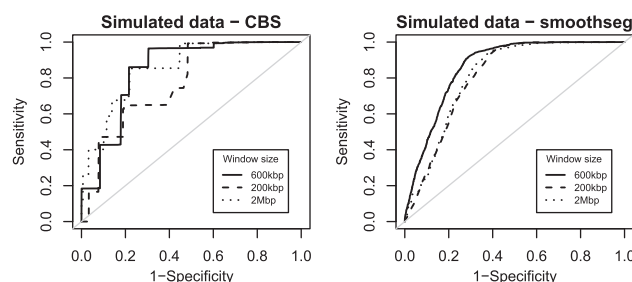 Simulated data − CBS
Sensitivity
1.0
0.8
0.6
0.4
0.2
0.0
Window size
600kbp
200kbp
2Mbp
0.0 0.2 0.4 0.6 0.8 1.0
1−Specificity
Simulated data − smoothseg
Sensitivity
1.0
0.8
0.6
0.4
0.2
0.0
Window size
600kbp
200kbp
2Mbp
0.0 0.2 0.4 0.6 0.8 1.0
1−Specificity